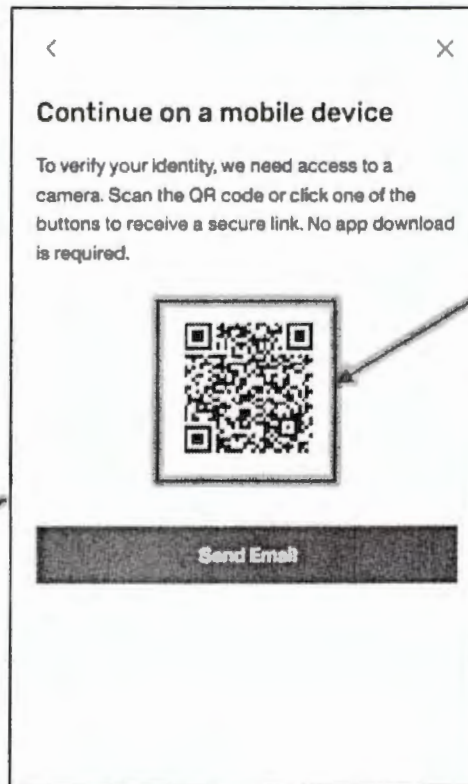 Continue on a mobile device
To verify your identity, we need access to a
camera. Scan the QR code or click one of the
buttons to receive a secure link. No app download
is required.
Send Email